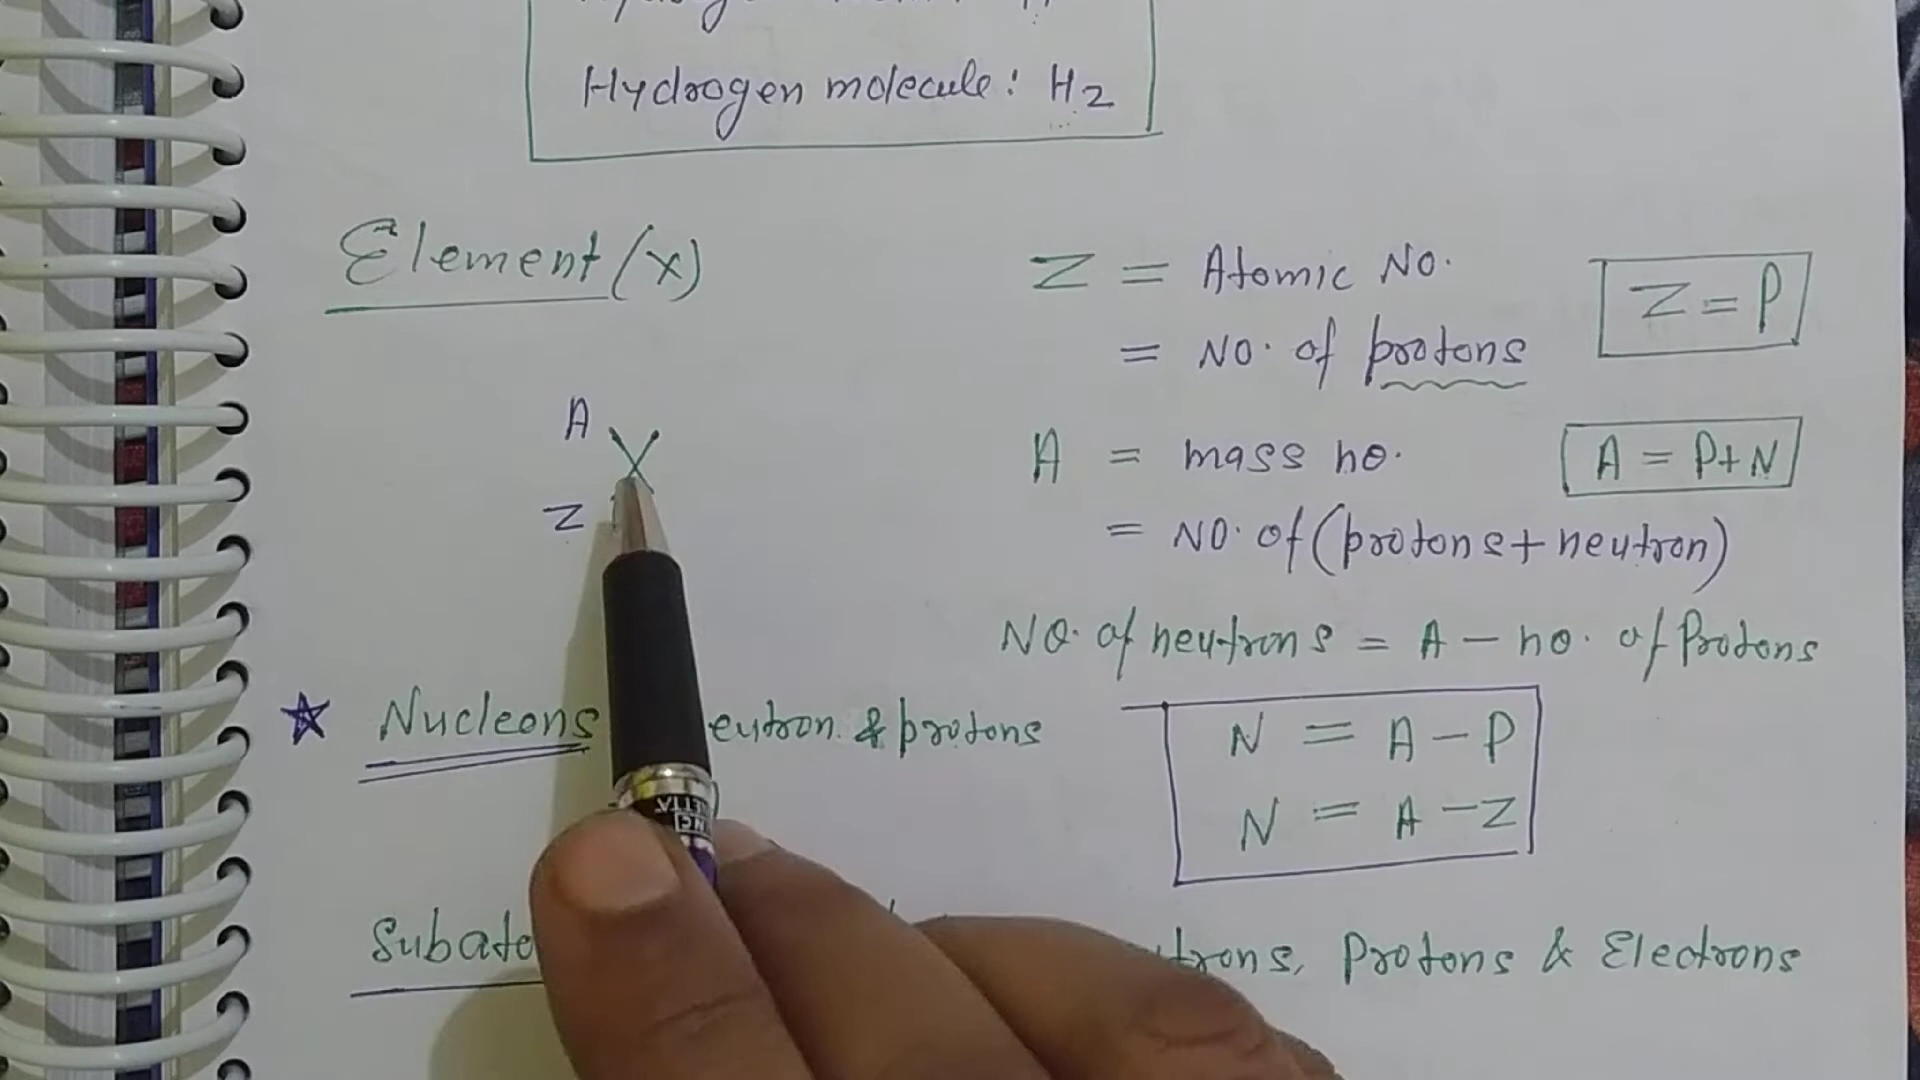 Hydrogen molecule: H2
Element (x)
Z = Atomic No.
= No. of protons
Z = P
A
X
Z
A = mass no.
= No. of (protons + neutron)
A = P + N
No. of neutrons = A - no. of Protons
☆ Nucleons eutron & protons
N = A - P
N = A - Z
Subato trons, Protons & Electrons